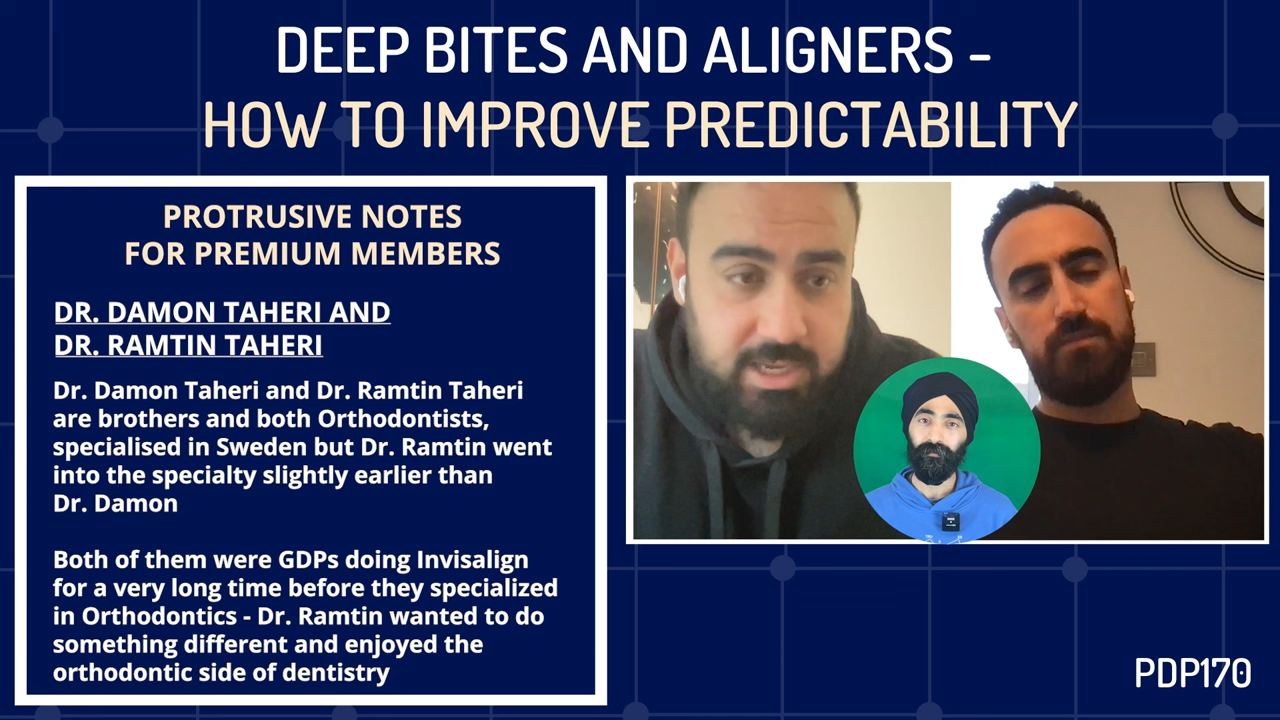 DEEP BITES AND ALIGNERS -
HOW TO IMPROVE PREDICTABILITY
PROTRUSIVE NOTES
FOR PREMIUM MEMBERS
DR. DAMON TAHERI AND
DR. RAMTIN TAHERI
Dr. Damon Taheri and Dr. Ramtin Taheri
are brothers and both Orthodontists,
specialised in Sweden but Dr. Ramtin went
into the specialty slightly earlier than
Dr. Damon
Both of them were GDPs doing Invisalign
for a very long time before they specialized
in Orthodontics - Dr. Ramtin wanted to do
something different and enjoyed the
orthodontic side of dentistry
PDP170